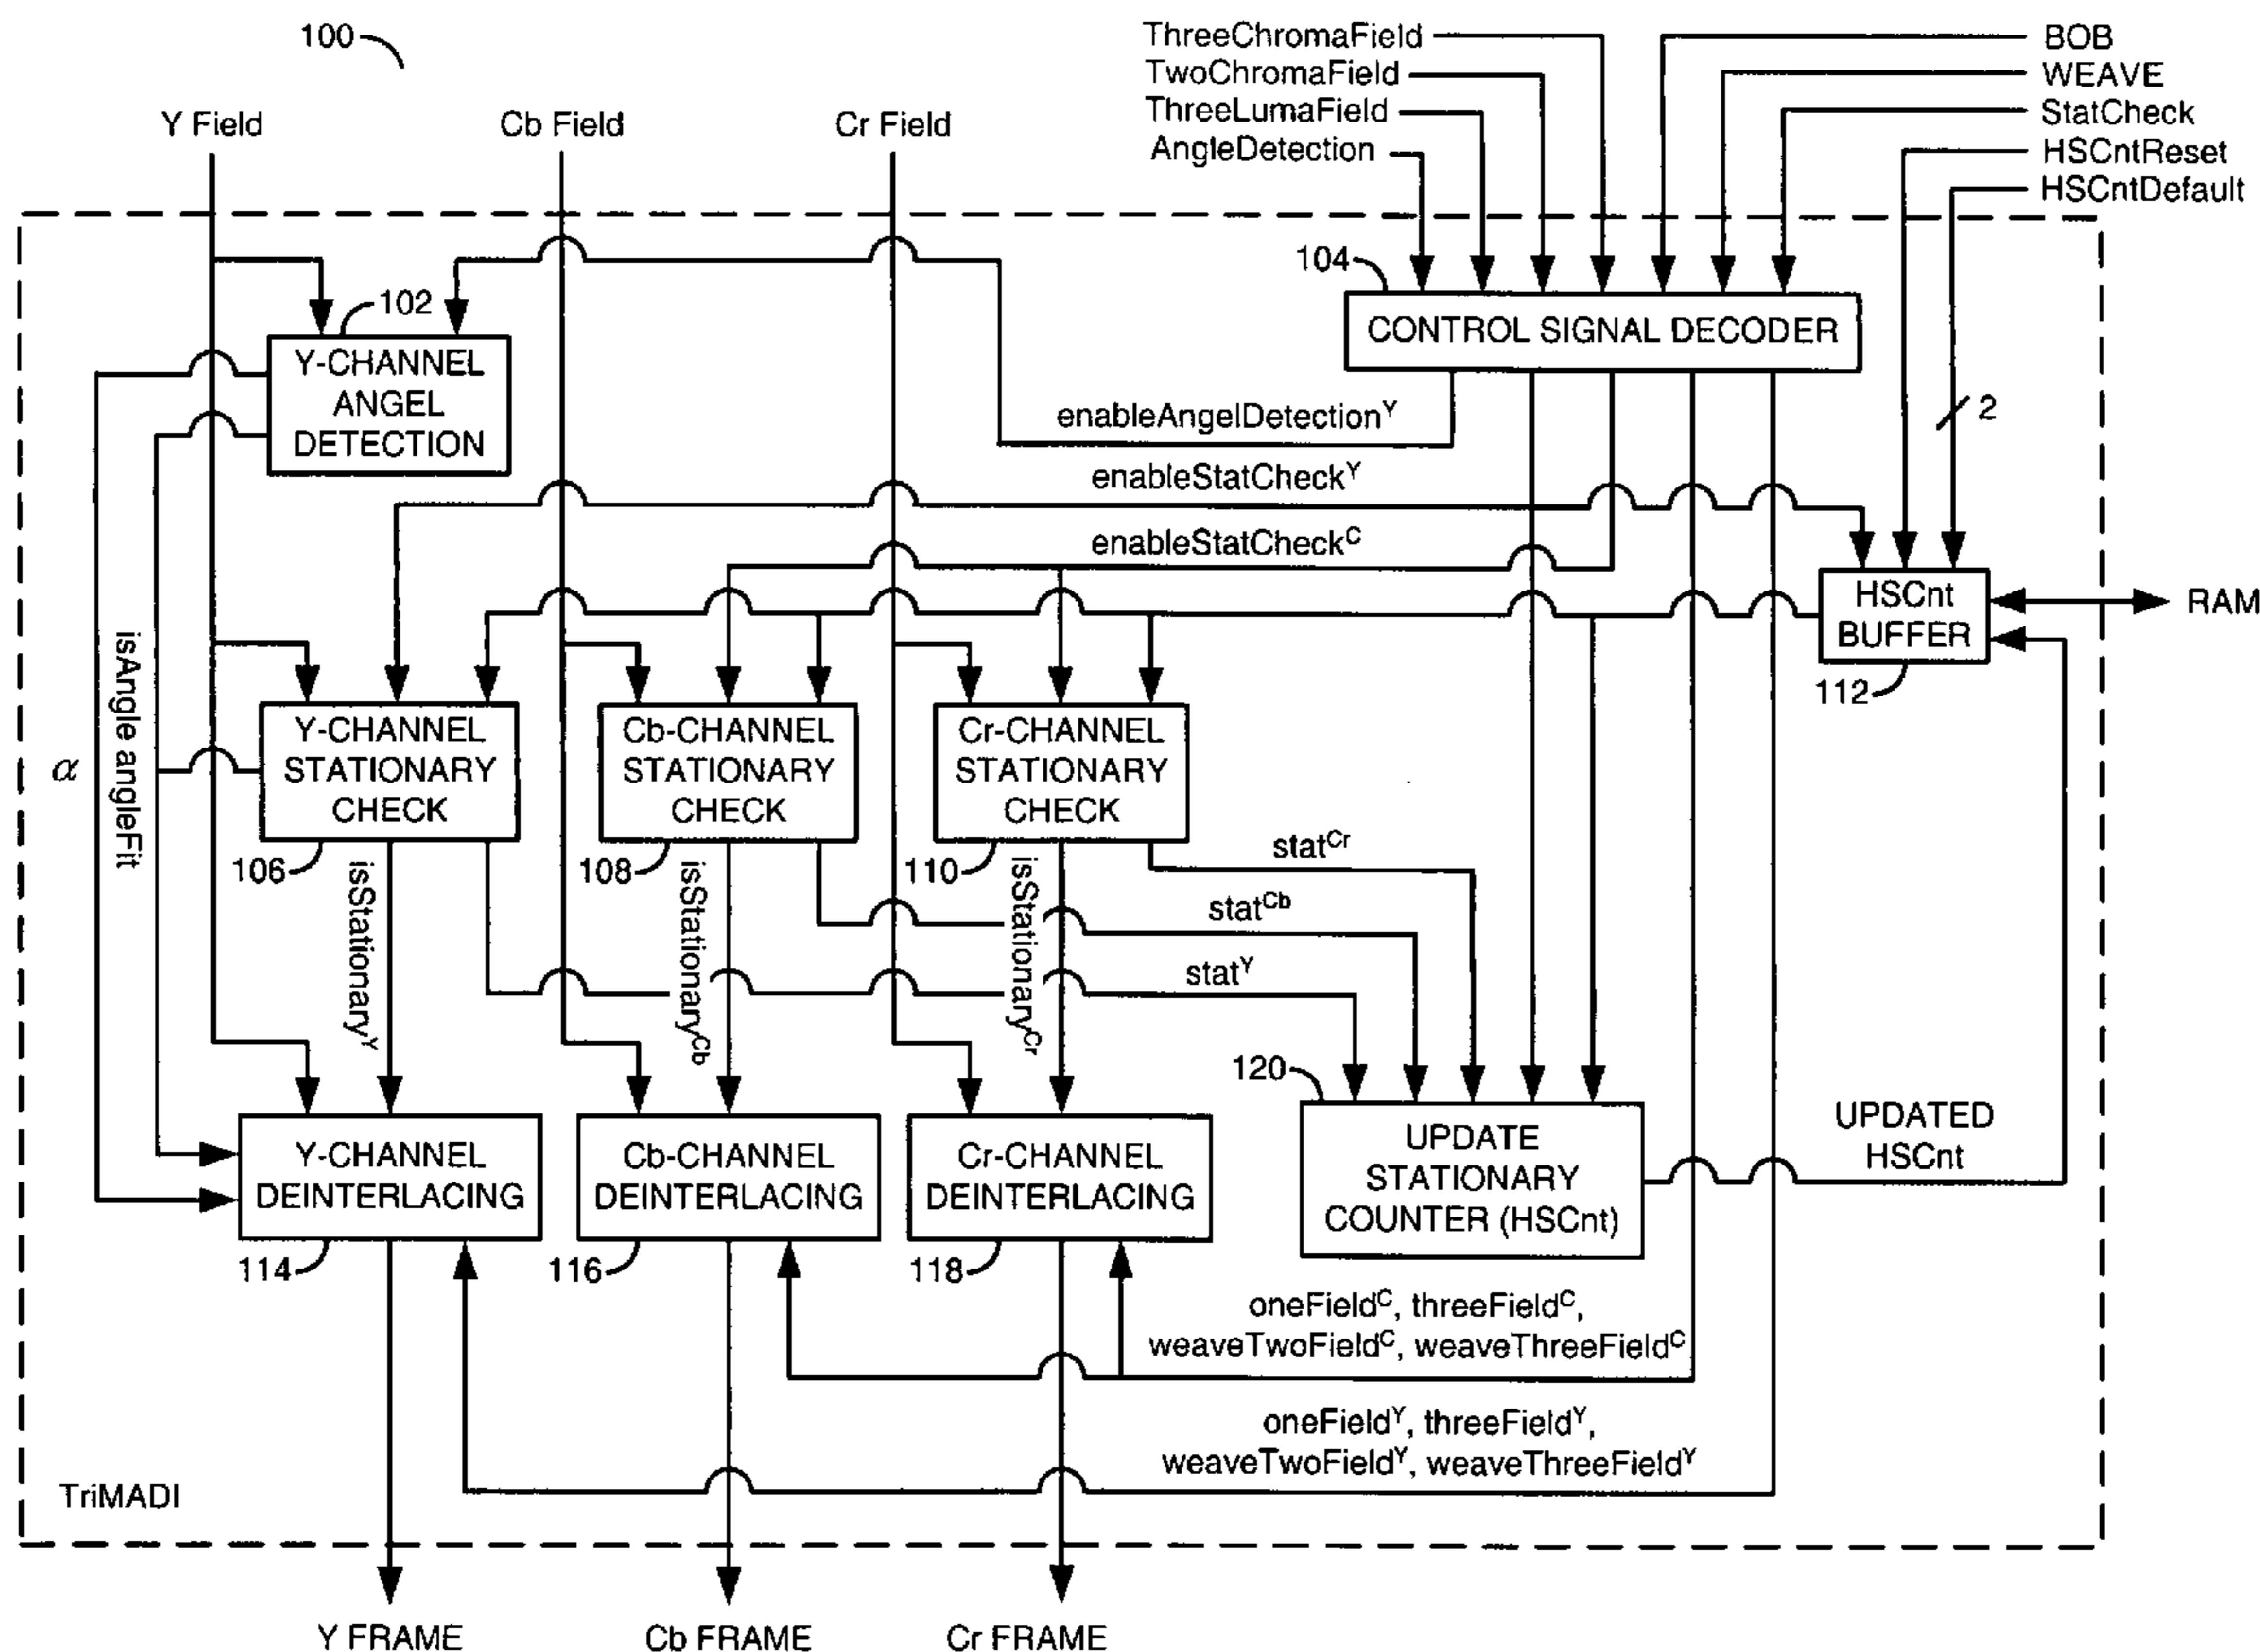 100
ThreeChromaField
TwoChromaField
ThreeLumaField
AngleDetection
BOB
WEAVE
StatCheck
HSCntReset
HSCntDefault
Y Field
Cb Field
Cr Field
104
CONTROL SIGNAL DECODER
102
Y-CHANNEL
ANGEL
DETECTION
enableAngelDetectionY
2
enableStatCheckY
enableStatCheckC
HSCnt
BUFFER
RAM
112
α
isAngle angleFit
Y-CHANNEL
STATIONARY
CHECK
Cb-CHANNEL
STATIONARY
CHECK
Cr-CHANNEL
STATIONARY
CHECK
106
108
110
isStationaryY
isStationaryCb
isStationaryCr
statCr
statCb
statY
120
Y-CHANNEL
DEINTERLACING
Cb-CHANNEL
DEINTERLACING
Cr-CHANNEL
DEINTERLACING
UPDATE
STATIONARY
COUNTER (HSCnt)
UPDATED
HSCnt
114
116
118
oneFieldC, threeFieldC,
weaveTwoFieldC, weaveThreeFieldC
oneFieldY, threeFieldY,
weaveTwoFieldY, weaveThreeFieldY
TriMADI
Y FRAME
Cb FRAME
Cr FRAME